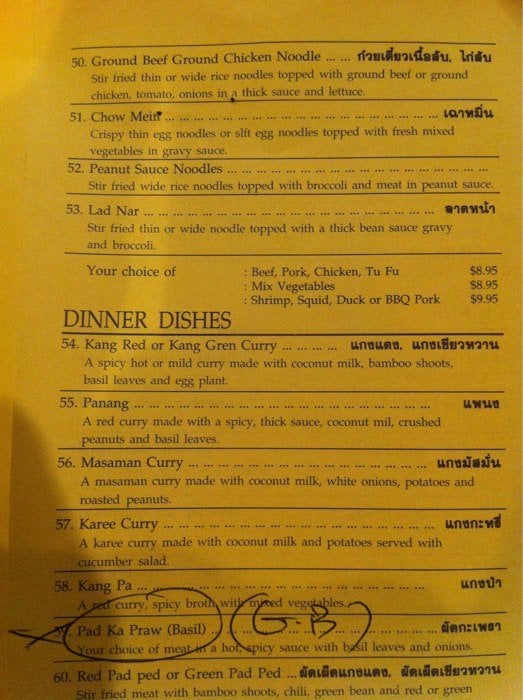 50. Ground Beef Ground Chicken Noodle ... ... ก๋วยเตี๋ยวเนื้อสับ, ไก่สับ
Stir fried thin or wide rice noodles topped with ground beef or ground
chicken, tomato, onions in a thick sauce and lettuce.
51. Chow Mein ... ... ... ... ... ... ... ... ... ... ... ... ... เฉาหมิ่น
Crispy thin egg noodles or slft egg noodles topped with fresh mixed
vegetables in gravy sauce.
52. Peanut Sauce Noodles ... ... ... ... ... ... ... ... ... ... ... ...
Stir fried wide rice noodles topped with broccoli and meat in peanut sauce.
53. Lad Nar ... ... ... ... ... ... ... ... ... ... ... ... ... ลาดหน้า
Stir fried thin or wide noodle topped with a thick bean sauce gravy
and broccoli.
Your choice of : Beef, Pork, Chicken, Tu Fu $8.95
: Mix Vegetables $8.95
: Shrimp, Squid, Duck or BBQ Pork $9.95
DINNER DISHES
54. Kang Red or Kang Gren Curry ... ... ... ... แกงแดง, แกงเขียวหวาน
A spicy hot or mild curry made with coconut milk, bamboo shoots,
basil leaves and egg plant.
55. Panang ... ... ... ... ... ... ... ... ... ... ... ... ... แพนง
A red curry made with a spicy, thick sauce, coconut mil, crushed
peanuts and basil leaves.
56. Masaman Curry ... ... ... ... ... ... ... ... ... ... ... แกงมัสมั่น
A masaman curry made with coconut milk, white onions, potatoes and
roasted peanuts.
57. Karee Curry ... ... ... ... ... ... ... ... ... ... ... ... แกงกะหรี่
A karee curry made with coconut milk and potatoes served with
cucumber salad.
58. Kang Pa ... ... ... ... ... ... ... ... ... ... ... ... แกงป่า
A red curry, spicy broth with mixed vegetables.
59. Pad Ka Praw (Basil) ... G-B ... ... ... ผัดกะเพรา
Your choice of meat in a hot, spicy sauce with basil leaves and onions.
60. Red Pad ped or Green Pad Ped ... ผัดเผ็ดแกงแดง, ผัดเผ็ดเขียวหวาน
Stir fried meat with bamboo shoots, chili, green bean and red or green